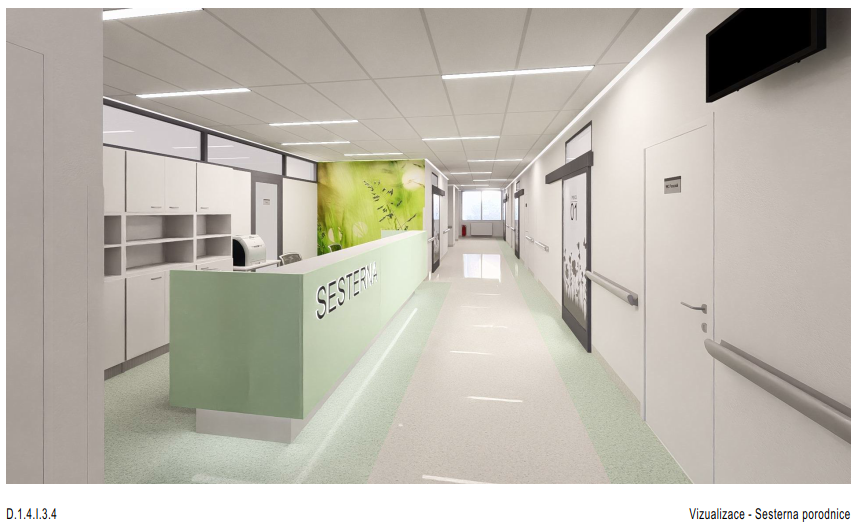 SESTERNA
01
D.1.4.I.3.4
Vizualizace - Sesterna porodnice